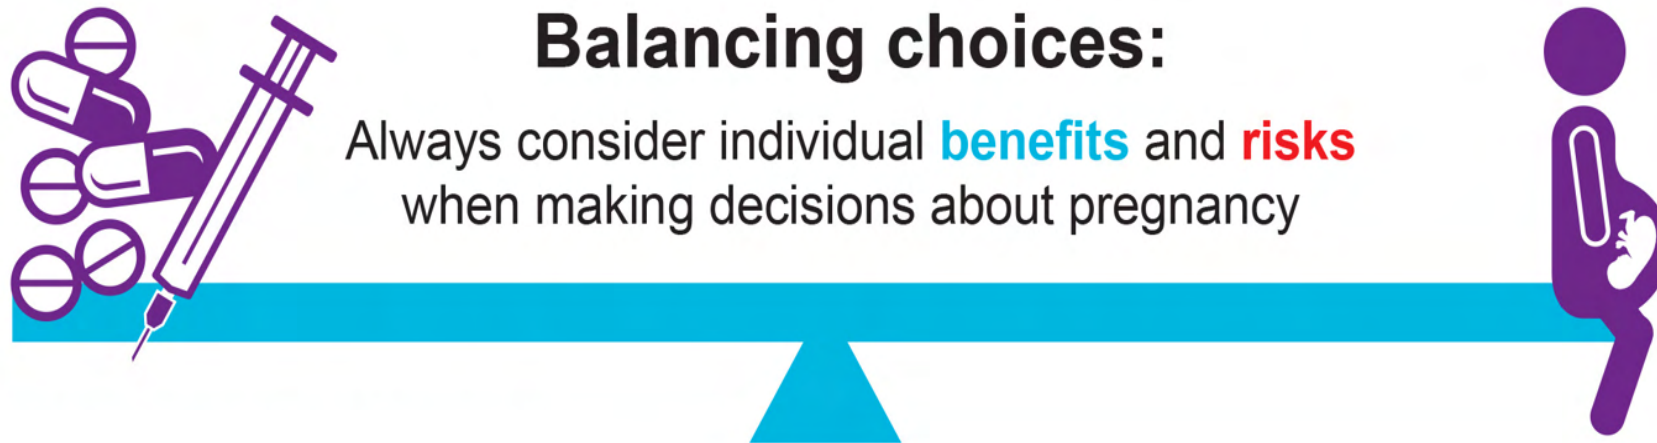 Balancing choices:
Always consider individual benefits and risks
when making decisions about pregnancy